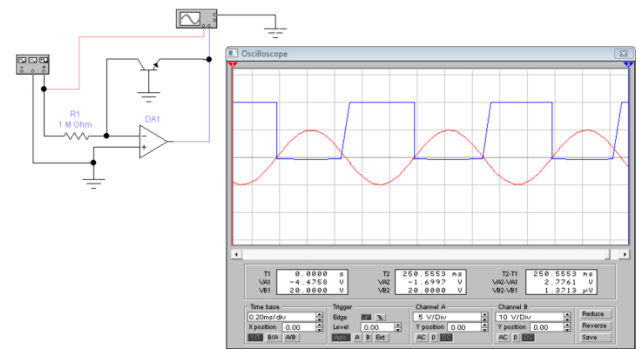 R1
1 M Ohm
DA1
Oscilloscope
T1 0.0000 s
VA1 -4.4758 V
VB1 20.0000 V
T2 250.5553 ms
VA2 -1.6997 V
VB2 20.0000 V
T2-T1 250.5553 ms
VA2-VA1 2.7761 V
VB2-VB1 1.3713 µV
Time base
0.20ms/div
X position 0.00
Y/T B/A A/B
Trigger
Edge
Level 0.00
Auto A B Ext
Channel A
5 V/Div
Y position 0.00
AC 0 DC
Channel B
10 V/Div
Y position 0.00
AC 0 DC
Reduce
Reverse
Save